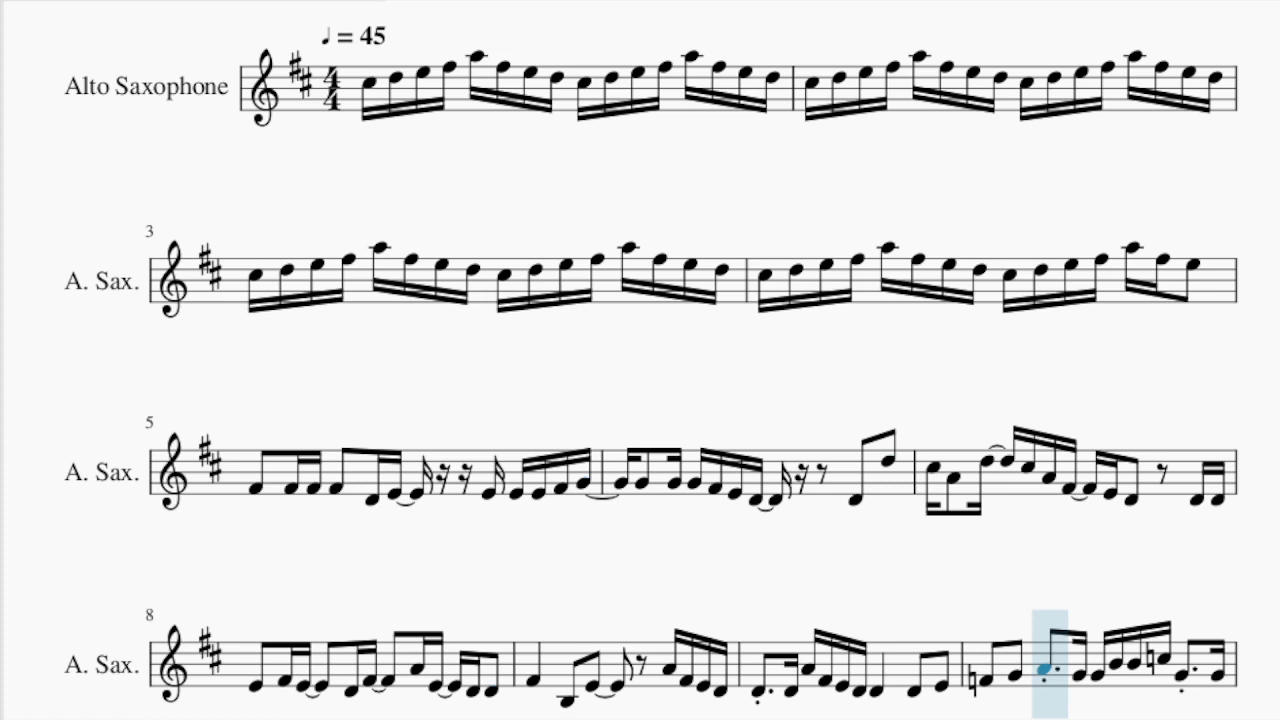 ♩ = 45
Alto Saxophone
4
4
3
A. Sax.
5
A. Sax.
8
A. Sax.